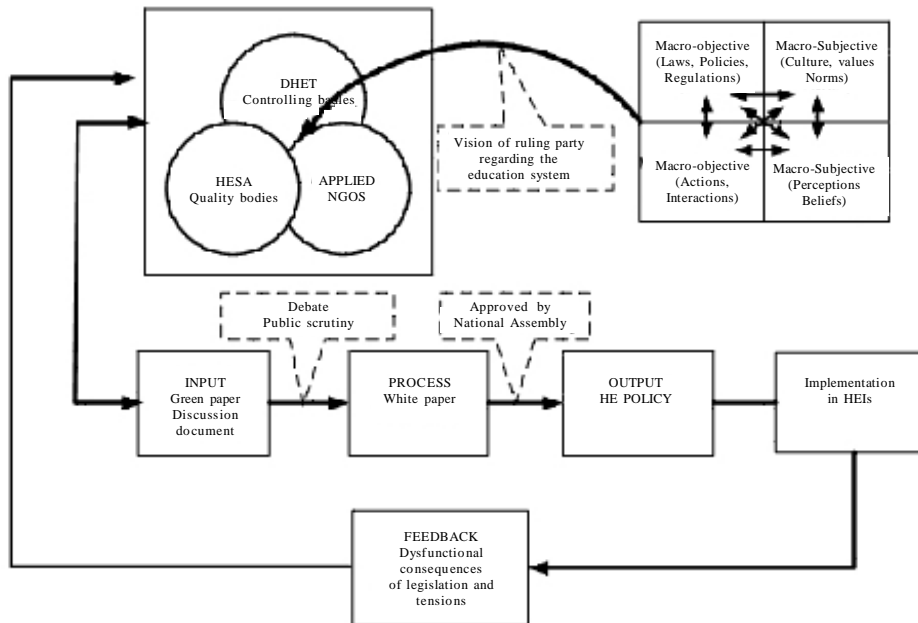 DHET
Controlling bodies
HESA
Quality bodies
APPLIED
NGOS
Vision of ruling party
regarding the
education system
Macro-objective
(Laws, Policies,
Regulations)
Macro-Subjective
(Culture, values
Norms)
Macro-objective
(Actions,
Interactions)
Macro-Subjective
(Perceptions
Beliefs)
Debate
Public scrutiny
Approved by
National Assembly
INPUT
Green paper
Discussion
document
PROCESS
White paper
OUTPUT
HE POLICY
Implementation
in HEIs
FEEDBACK
Dysfunctional
consequences
of legislation and
tensions